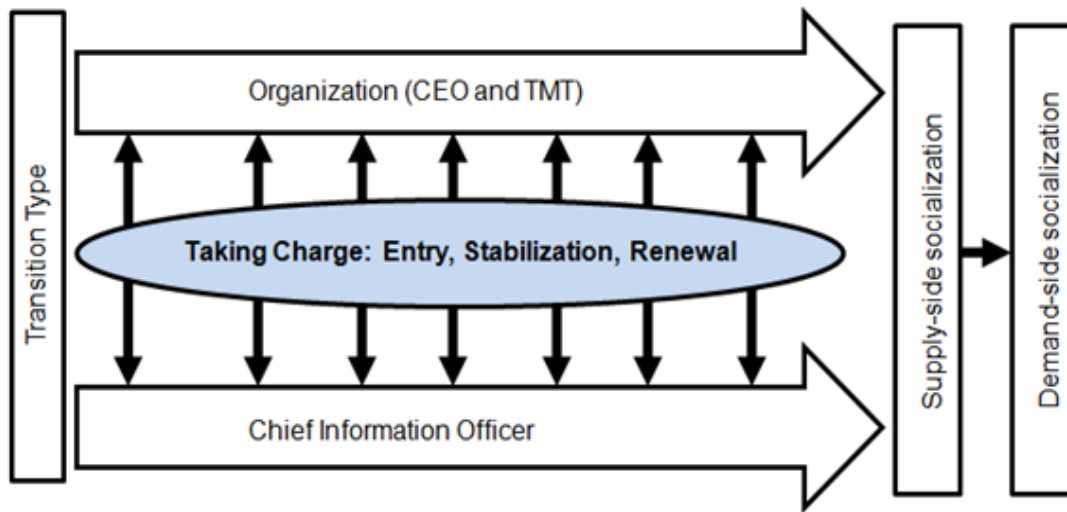 Transition Type
Organization (CEO and TMT)
Taking Charge: Entry, Stabilization, Renewal
Chief Information Officer
Supply-side socialization
Demand-side socialization